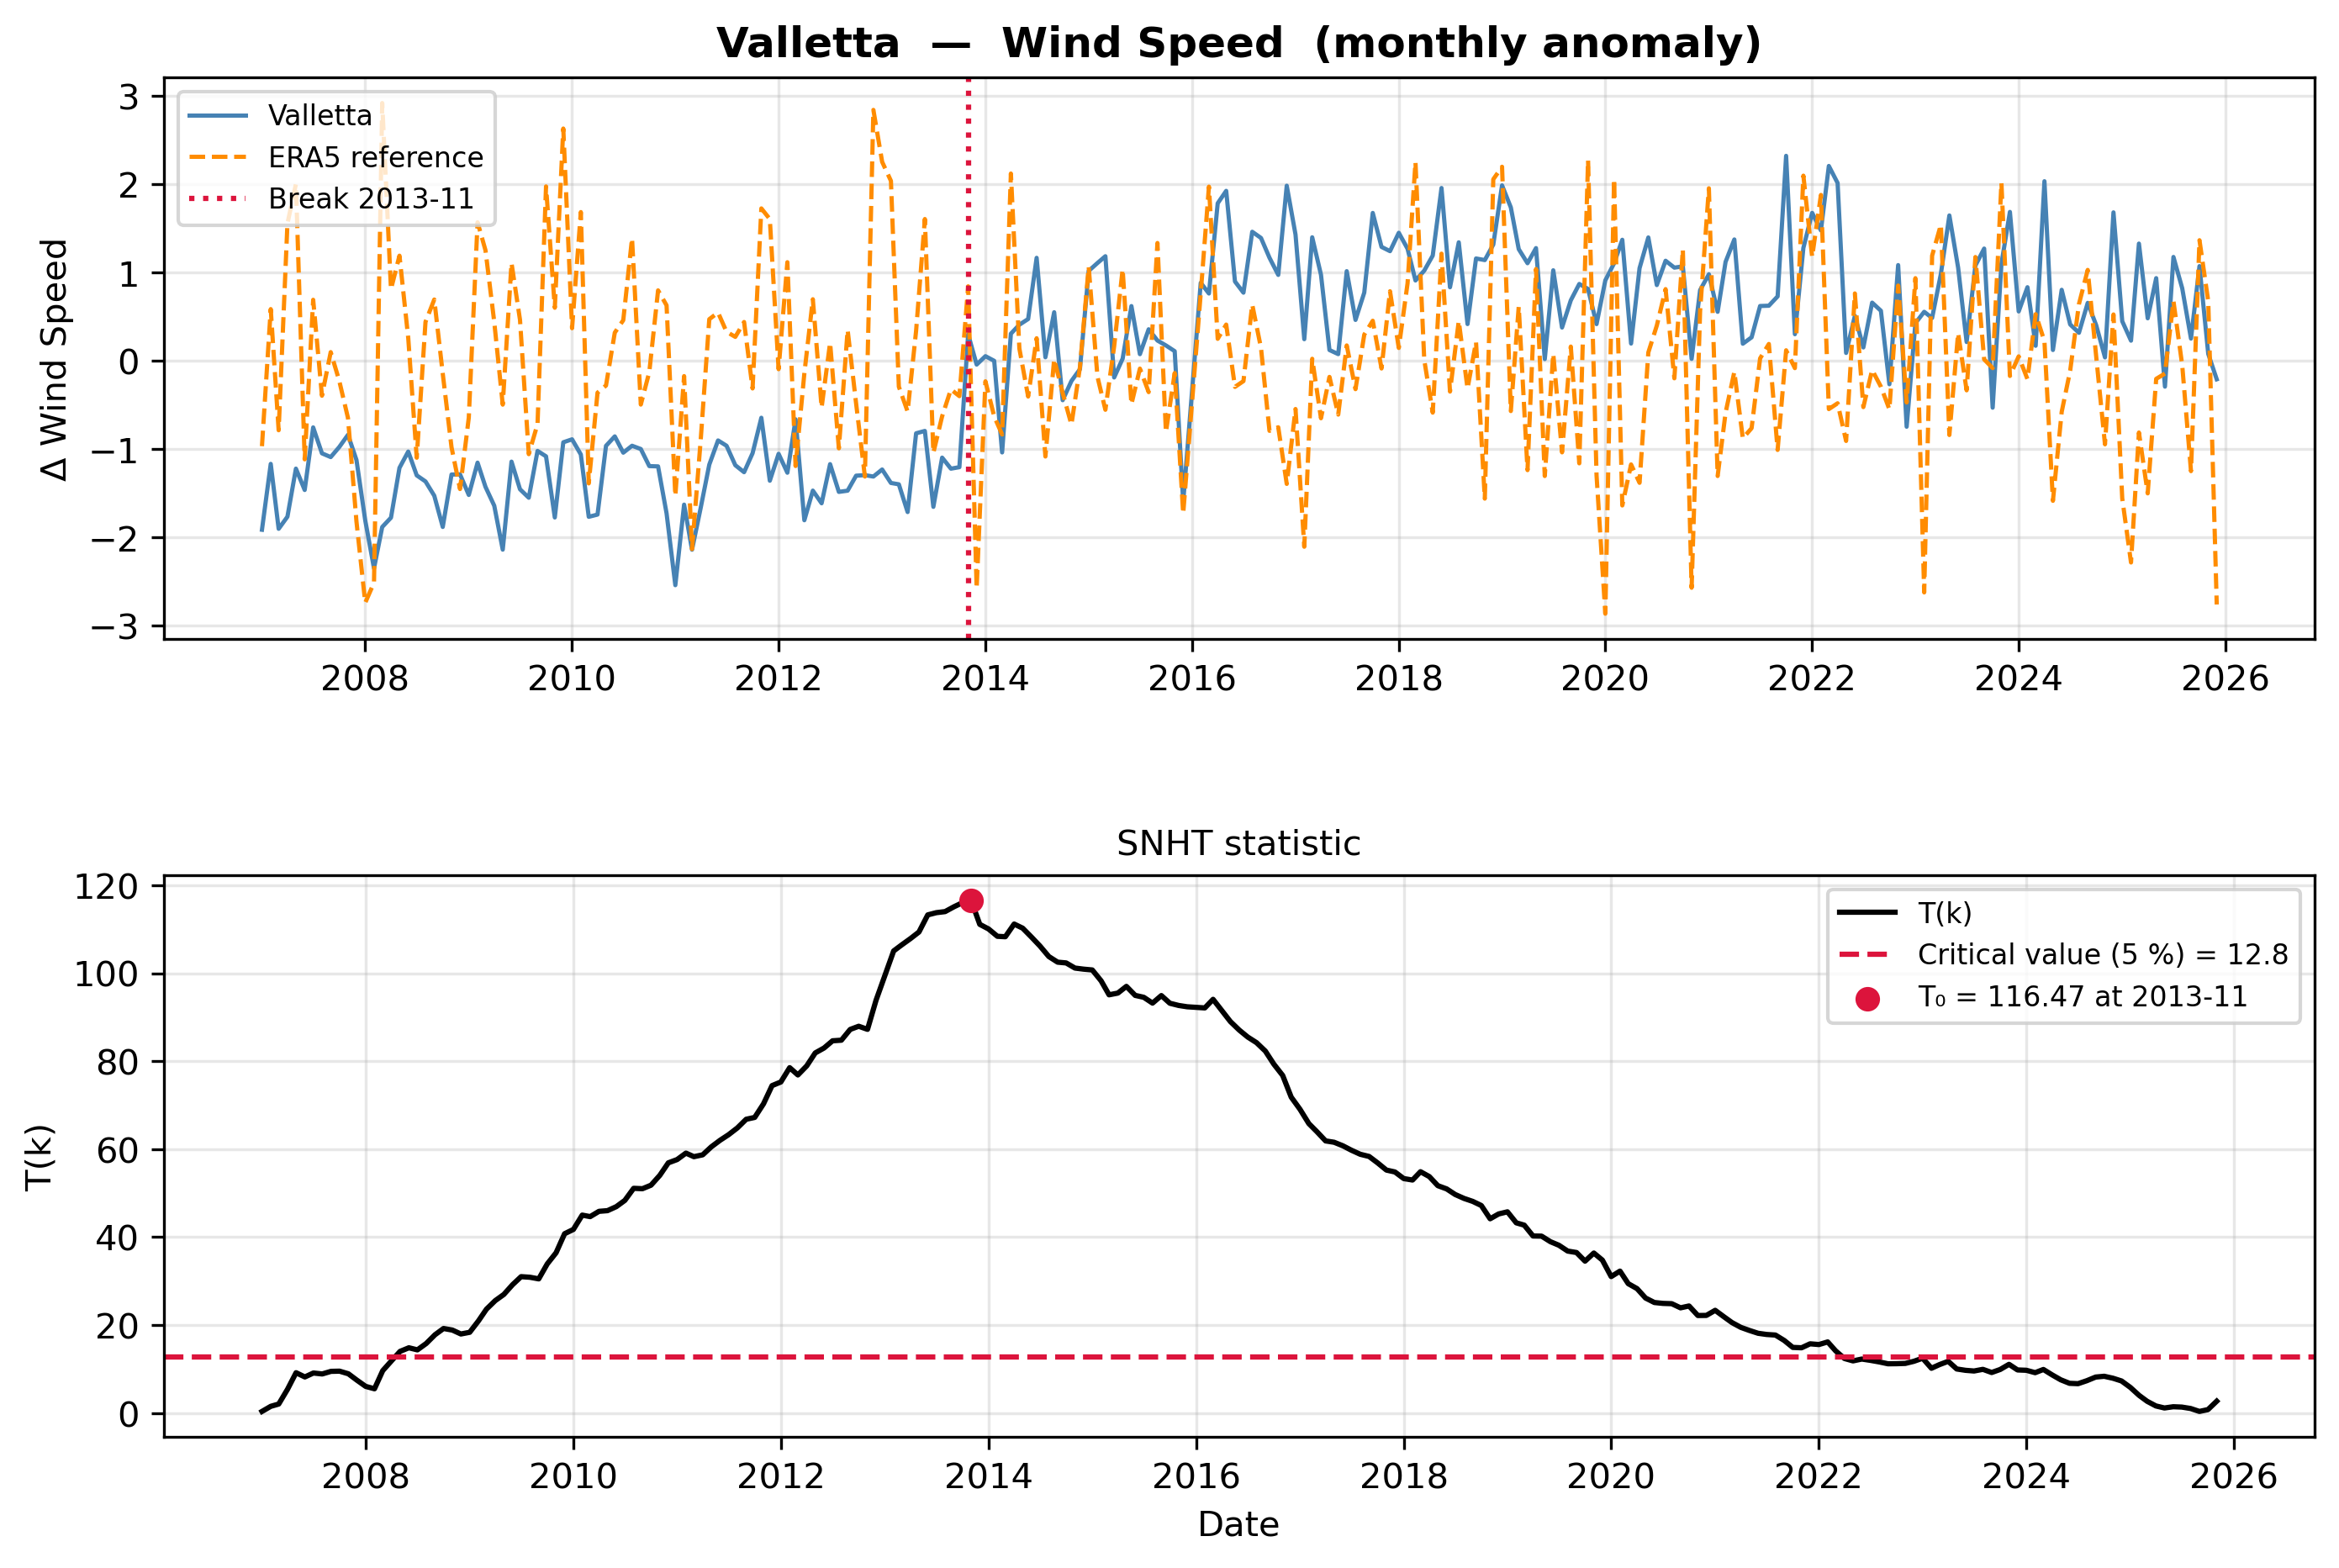 Valletta — Wind Speed (monthly anomaly)
Δ Wind Speed
3
2
1
0
−1
−2
−3
Valletta
ERA5 reference
Break 2013-11
2008 2010 2012 2014 2016 2018 2020 2022 2024 2026
SNHT statistic
T(k)
120
100
80
60
40
20
0
T(k)
Critical value (5 %) = 12.8
T₀ = 116.47 at 2013-11
2008 2010 2012 2014 2016 2018 2020 2022 2024 2026
Date